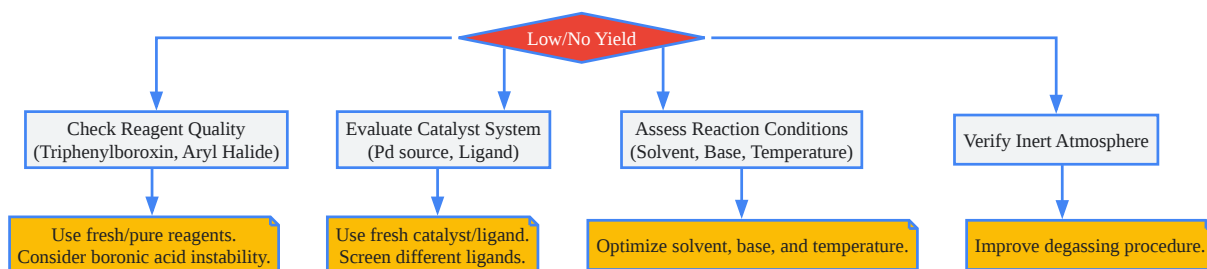 Low/No Yield
Check Reagent Quality
(Triphenylboroxin, Aryl Halide)
Evaluate Catalyst System
(Pd source, Ligand)
Assess Reaction Conditions
(Solvent, Base, Temperature)
Verify Inert Atmosphere
Use fresh/pure reagents.
Consider boronic acid instability.
Use fresh catalyst/ligand.
Screen different ligands.
Optimize solvent, base, and temperature.
Improve degassing procedure.